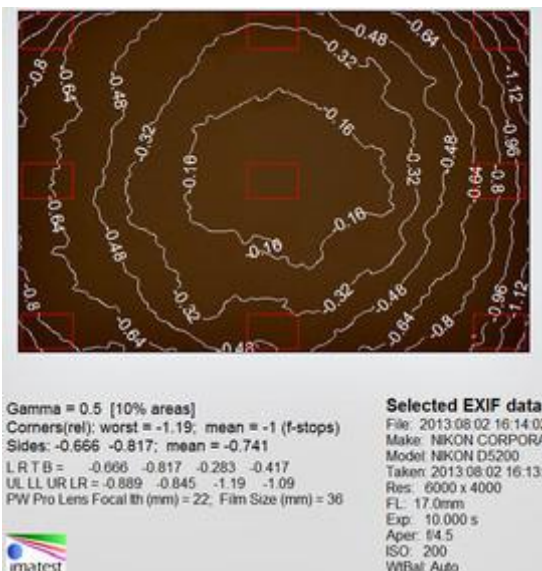 -0.48
-0.64
-0.32
-0.8
-0.64
-0.48
-1.12
-0.16
-0.96
-0.32
-0.48
-0.16
-0.32
-0.64
-0.8
-0.64
-0.16
-0.48
-0.16
-0.32
-0.32
-0.48
-0.96
-1.12
-0.8
-0.64
-0.64
-0.8
-0.48
Gamma = 0.5 [10% areas]
Corners(rel): worst = -1.19; mean = -1 (f-stops)
Sides: -0.666 -0.817; mean = -0.741
L R T B = -0.666 -0.817 -0.283 -0.417
UL LL UR LR = -0.889 -0.845 -1.19 -1.09
PW Pro Lens Focal lth (mm) = 22; Film Size (mm) = 36
imatest
Selected EXIF data
File: 2013:08:02 16:14:02
Make: NIKON CORPORA
Model: NIKON D5200
Taken: 2013:08:02 16:13:
Res: 6000 x 4000
FL: 17.0mm
Exp: 10.000 s
Aper: f/4.5
ISO: 200
WtBal: Auto